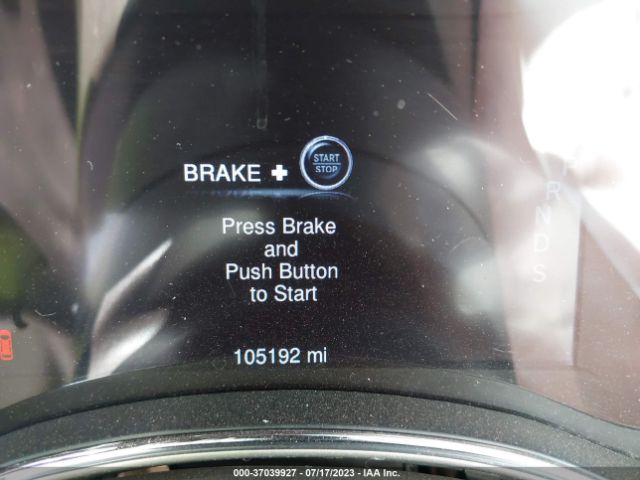 BRAKE + START STOP
Press Brake
and
Push Button
to Start
R
N
D
S
105192 mi
000-37039927 - 07/17/2023 - IAA Inc.